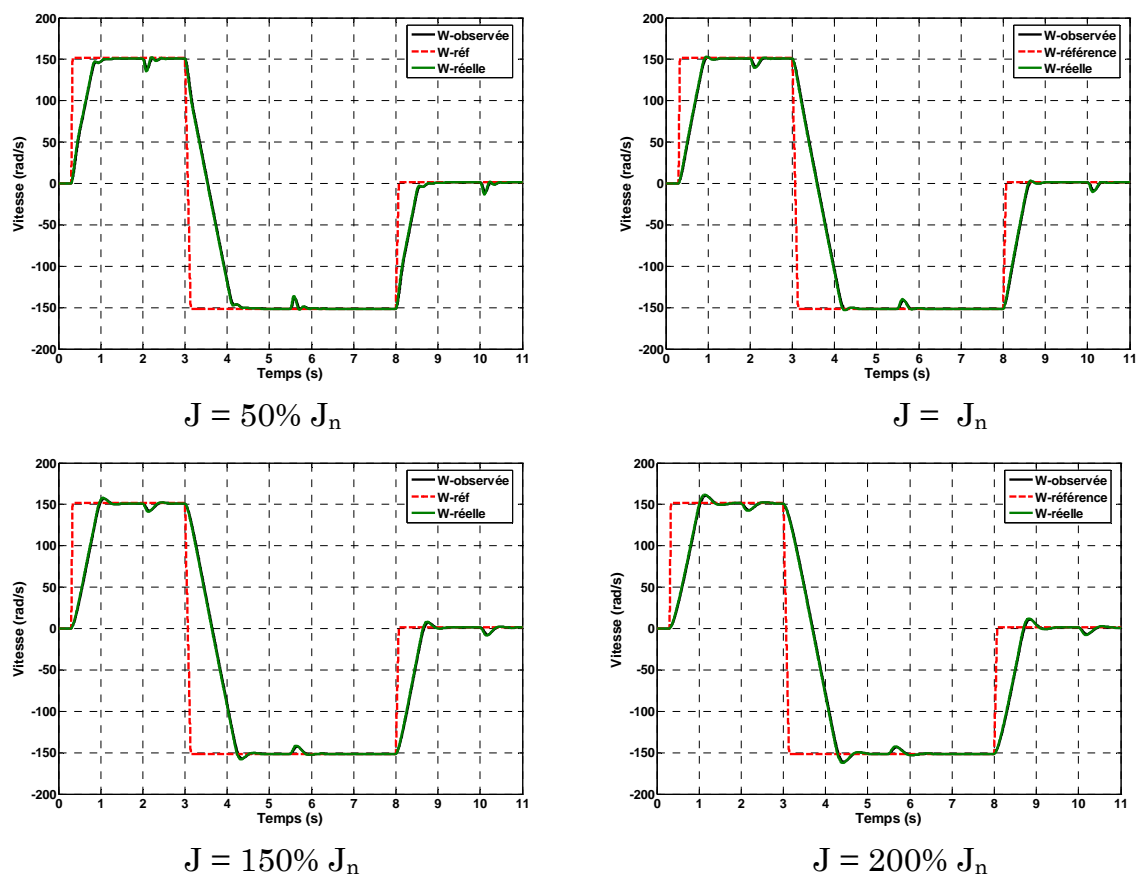 200
150
100
50
0
-50
-100
-150
-200
Vitesse (rad/s)
0 1 2 3 4 5 6 7 8 9 10 11
Temps (s)
W-observée
W-réf
W-réelle
J = 50% Jn
200
150
100
50
0
-50
-100
-150
-200
Vitesse (rad/s)
0 1 2 3 4 5 6 7 8 9 10 11
Temps (s)
W-observée
W-référence
W-réelle
J = Jn
200
150
100
50
0
-50
-100
-150
-200
Vitesse (rad/s)
0 1 2 3 4 5 6 7 8 9 10 11
Temps (s)
W-observée
W-réf
W-réelle
J = 150% Jn
200
150
100
50
0
-50
-100
-150
-200
Vitesse (rad/s)
0 1 2 3 4 5 6 7 8 9 10 11
Temps (s)
W-observée
W-référence
W-réelle
J = 200% Jn